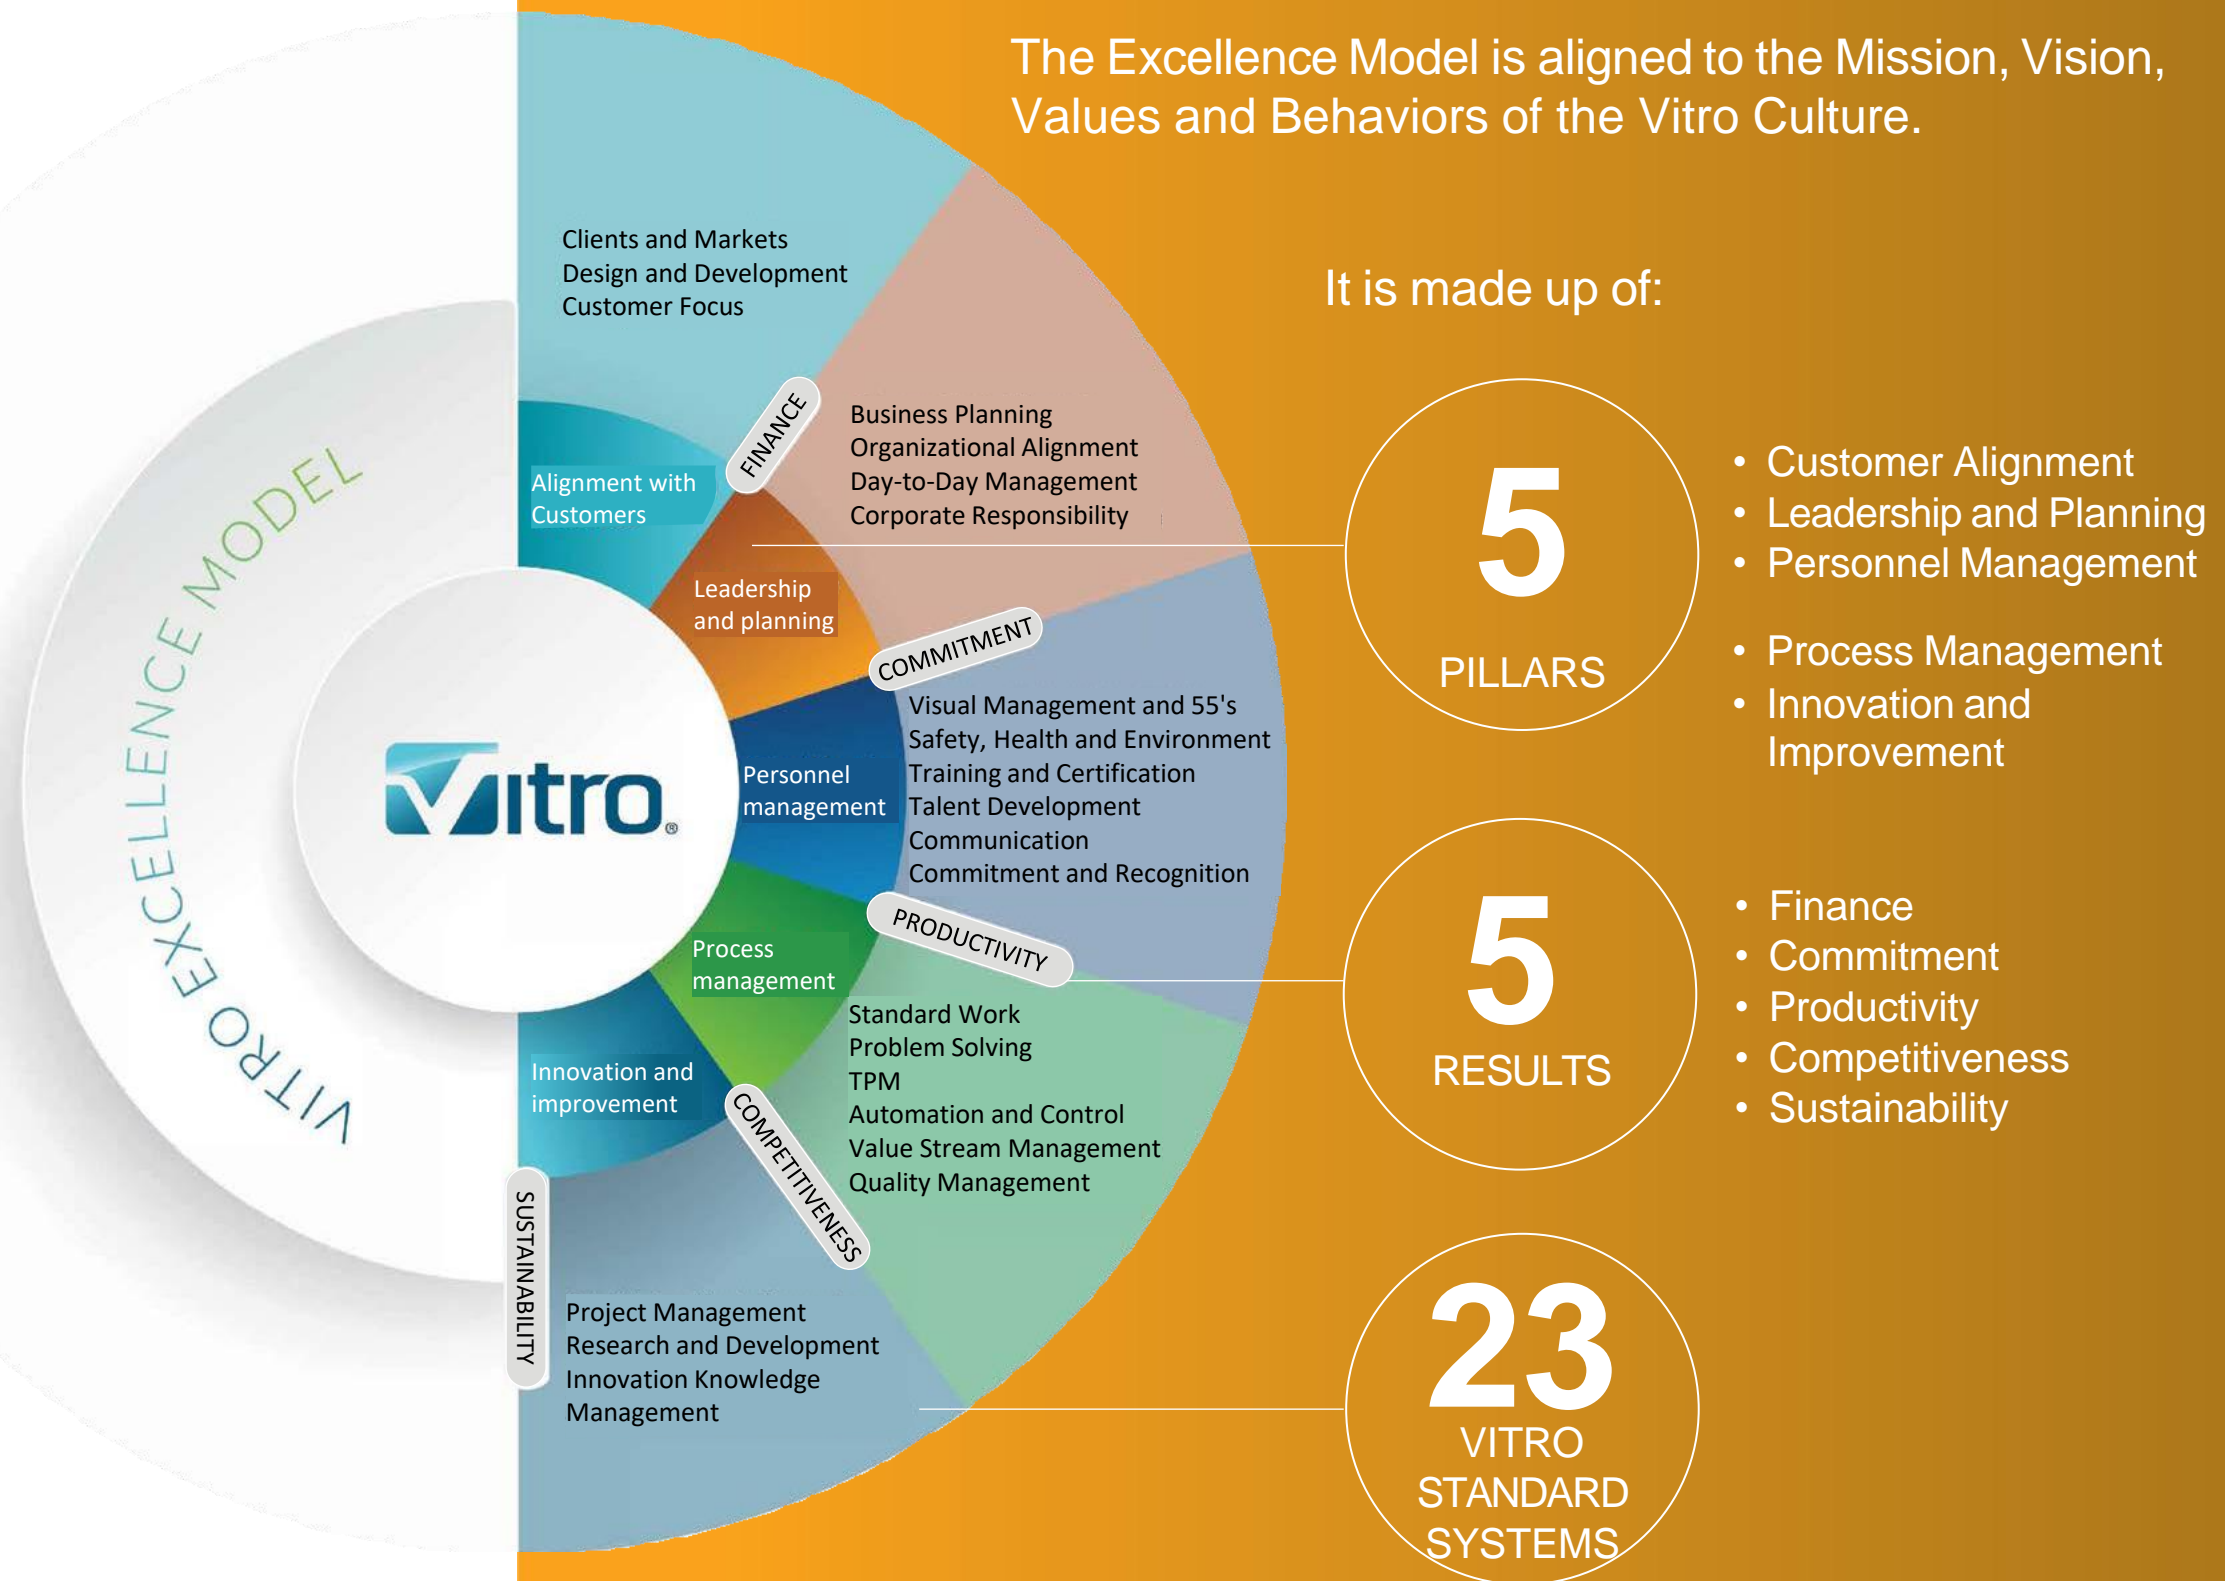 The Excellence Model is aligned to the Mission, Vision,
Values and Behaviors of the Vitro Culture.
VITRO EXCELLENCE MODEL
Vitro®
Clients and Markets
Design and Development
Customer Focus
FINANCE
Alignment with
Customers
Business Planning
Organizational Alignment
Day-to-Day Management
Corporate Responsibility
Leadership
and planning
COMMITMENT
Visual Management and 55's
Safety, Health and Environment
Training and Certification
Talent Development
Communication
Commitment and Recognition
Personnel
management
PRODUCTIVITY
Process
management
Standard Work
Problem Solving
TPM
Automation and Control
Value Stream Management
Quality Management
Innovation and
improvement
COMPETITIVENESS
SUSTAINABILITY
Project Management
Research and Development
Innovation Knowledge
Management
It is made up of:
5
PILLARS
• Customer Alignment
• Leadership and Planning
• Personnel Management
• Process Management
• Innovation and
Improvement
5
RESULTS
• Finance
• Commitment
• Productivity
• Competitiveness
• Sustainability
23
VITRO
STANDARD
SYSTEMS